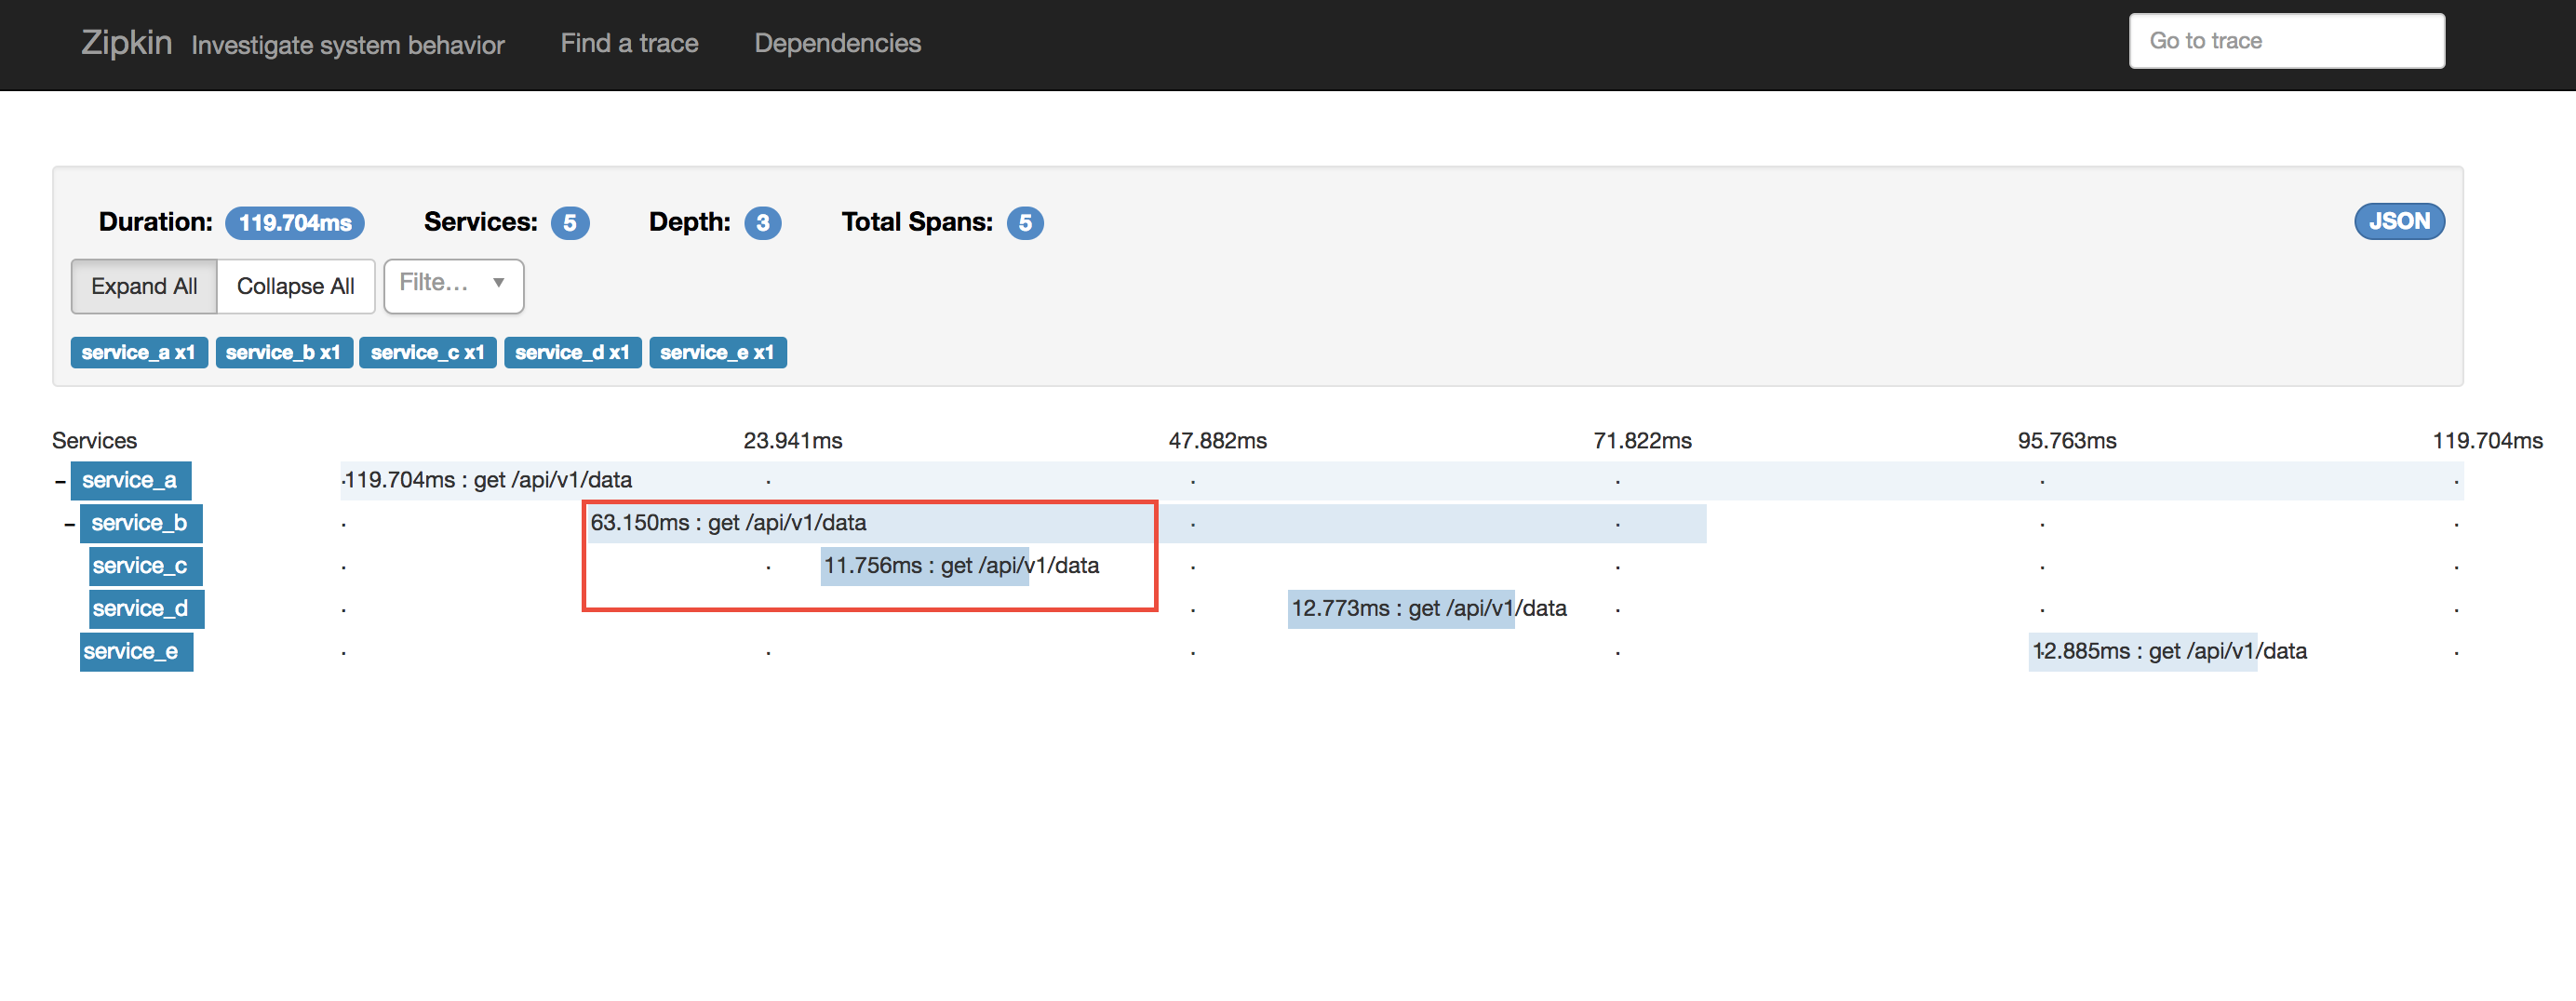 Zipkin Investigate system behavior Find a trace Dependencies Go to trace
Duration: 119.704ms Services: 5 Depth: 3 Total Spans: 5 JSON
Expand All Collapse All Filte... ▼
service_a x1 service_b x1 service_c x1 service_d x1 service_e x1
Services 23.941ms 47.882ms 71.822ms 95.763ms 119.704ms
- service_a 119.704ms : get /api/v1/data
- service_b 63.150ms : get /api/v1/data
service_c 11.756ms : get /api/v1/data
service_d 12.773ms : get /api/v1/data
service_e 12.885ms : get /api/v1/data